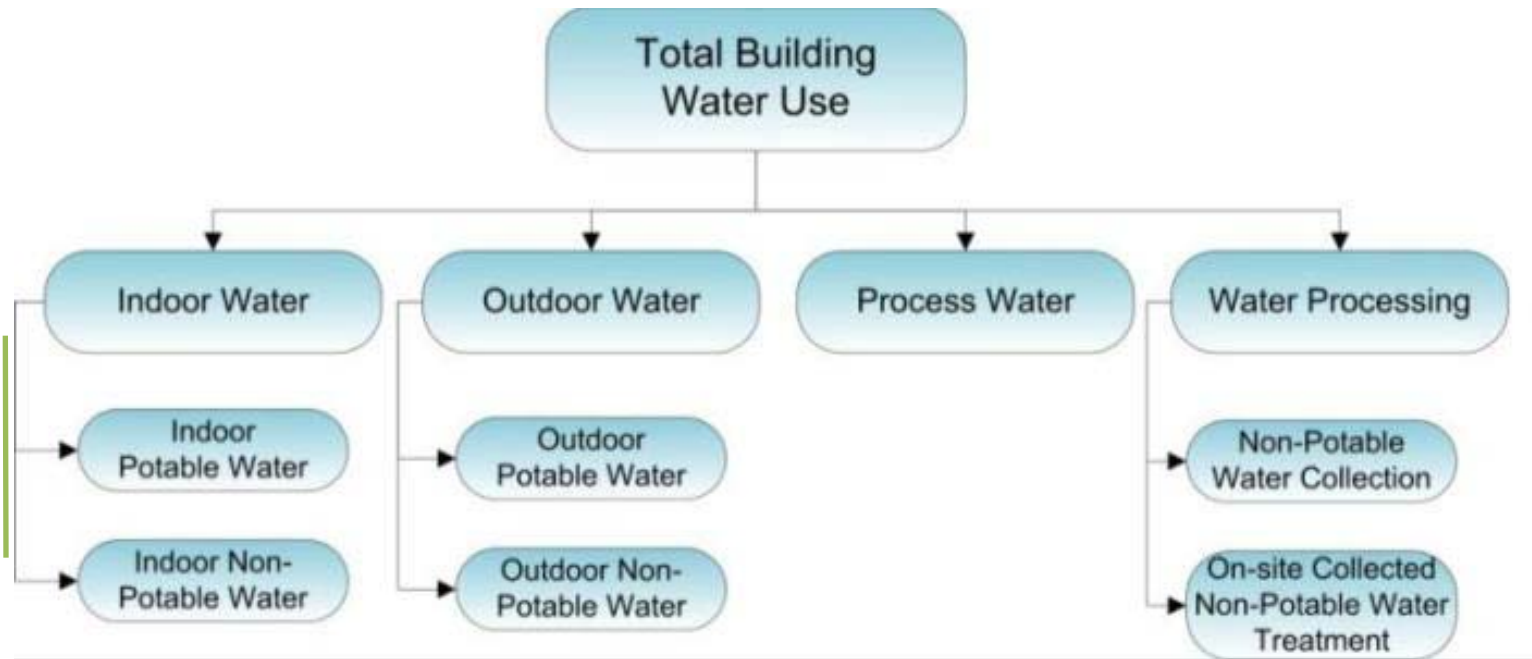 Total Building
Water Use
Indoor Water
Outdoor Water
Process Water
Water Processing
Indoor
Potable Water
Outdoor
Potable Water
Non-Potable
Water Collection
Indoor Non-
Potable Water
Outdoor Non-
Potable Water
On-site Collected
Non-Potable Water
Treatment